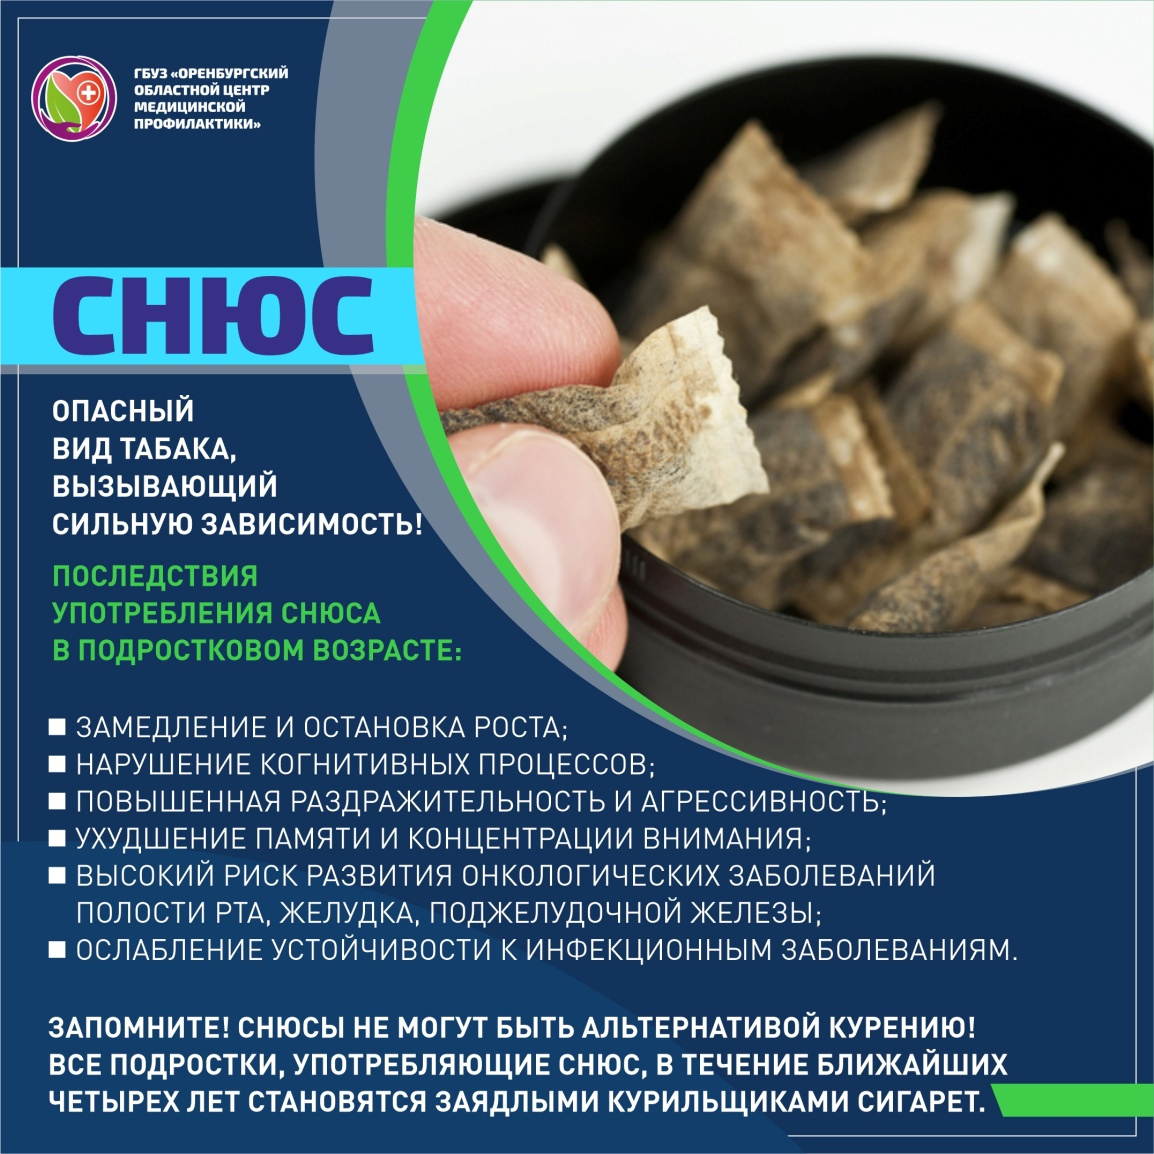 ГБУЗ «ОРЕНБУРГСКИЙ
ОБЛАСТНОЙ ЦЕНТР
МЕДИЦИНСКОЙ
ПРОФИЛАКТИКИ»
СНЮС
ОПАСНЫЙ
ВИД ТАБАКА,
ВЫЗЫВАЮЩИЙ
СИЛЬНУЮ ЗАВИСИМОСТЬ!
ПОСЛЕДСТВИЯ
УПОТРЕБЛЕНИЯ СНЮСА
В ПОДРОСТКОВОМ ВОЗРАСТЕ:
ЗАМЕДЛЕНИЕ И ОСТАНОВКА РОСТА;
НАРУШЕНИЕ КОГНИТИВНЫХ ПРОЦЕССОВ;
ПОВЫШЕННАЯ РАЗДРАЖИТЕЛЬНОСТЬ И АГРЕССИВНОСТЬ;
УХУДШЕНИЕ ПАМЯТИ И КОНЦЕНТРАЦИИ ВНИМАНИЯ;
ВЫСОКИЙ РИСК РАЗВИТИЯ ОНКОЛОГИЧЕСКИХ ЗАБОЛЕВАНИЙ
ПОЛОСТИ РТА, ЖЕЛУДКА, ПОДЖЕЛУДОЧНОЙ ЖЕЛЕЗЫ;
ОСЛАБЛЕНИЕ УСТОЙЧИВОСТИ К ИНФЕКЦИОННЫМ ЗАБОЛЕВАНИЯМ.
ЗАПОМНИТЕ! СНЮСЫ НЕ МОГУТ БЫТЬ АЛЬТЕРНАТИВОЙ КУРЕНИЮ!
ВСЕ ПОДРОСТКИ, УПОТРЕБЛЯЮЩИЕ СНЮС, В ТЕЧЕНИЕ БЛИЖАЙШИХ
ЧЕТЫРЕХ ЛЕТ СТАНОВЯТСЯ ЗАЯДЛЫМИ КУРИЛЬЩИКАМИ СИГАРЕТ.